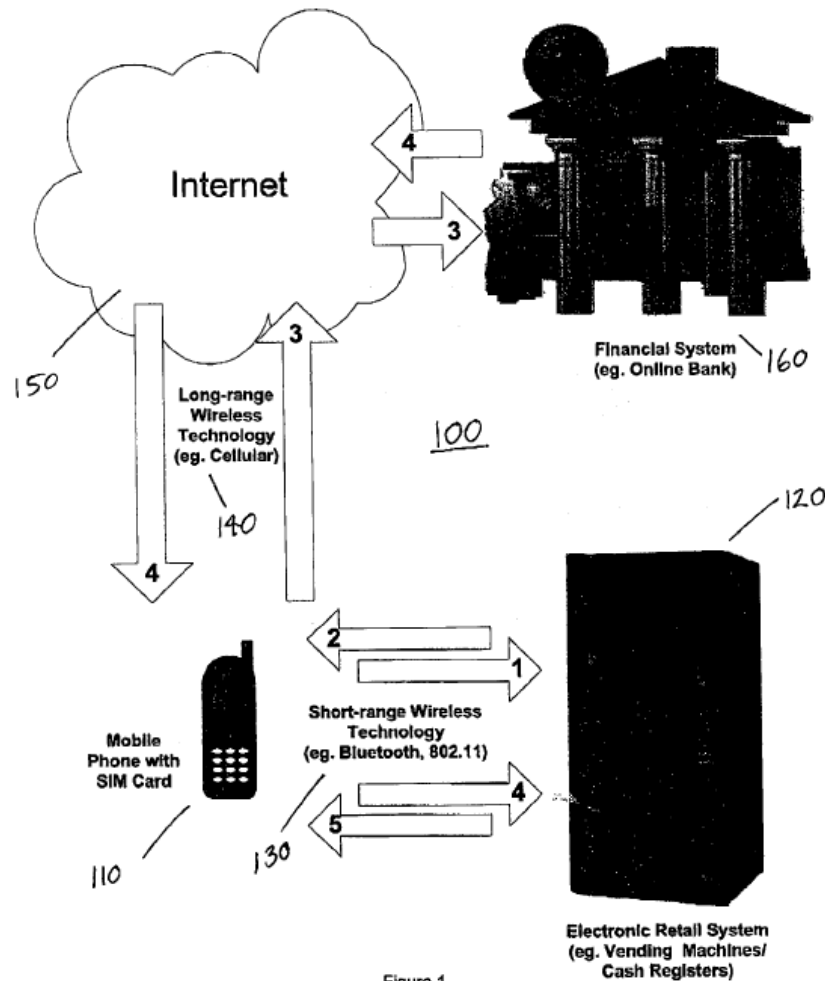 Internet
4
3
Financial System
(eg. Online Bank)
160
150
3
Long-range
Wireless
Technology
(eg. Cellular)
140
100
120
4
2
1
Mobile
Phone with
SIM Card
Short-range Wireless
Technology
(eg. Bluetooth, 802.11)
4
5
110
130
Electronic Retail System
(eg. Vending Machines/
Cash Registers)
Figure 1